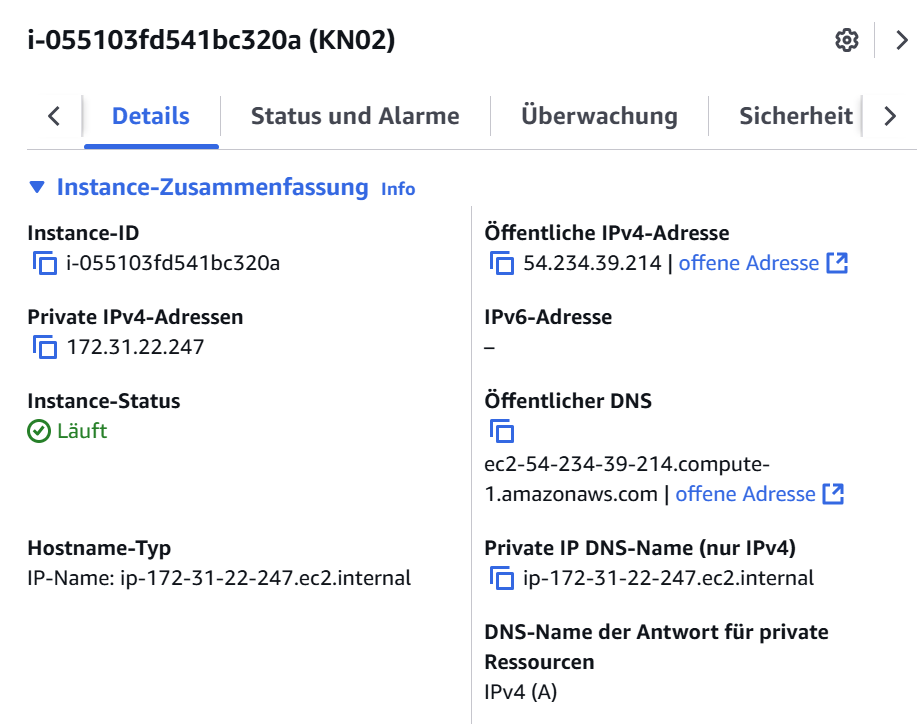 i-055103fd541bc320a (KN02)
Details
Status und Alarme
Überwachung
Sicherheit
Instance-Zusammenfassung Info
Instance-ID
i-055103fd541bc320a
Öffentliche IPv4-Adresse
54.234.39.214 | offene Adresse
Private IPv4-Adressen
172.31.22.247
IPv6-Adresse
–
Instance-Status
Läuft
Öffentlicher DNS
ec2-54-234-39-214.compute-
1.amazonaws.com | offene Adresse
Hostname-Typ
IP-Name: ip-172-31-22-247.ec2.internal
Private IP DNS-Name (nur IPv4)
ip-172-31-22-247.ec2.internal
DNS-Name der Antwort für private
Ressourcen
IPv4 (A)